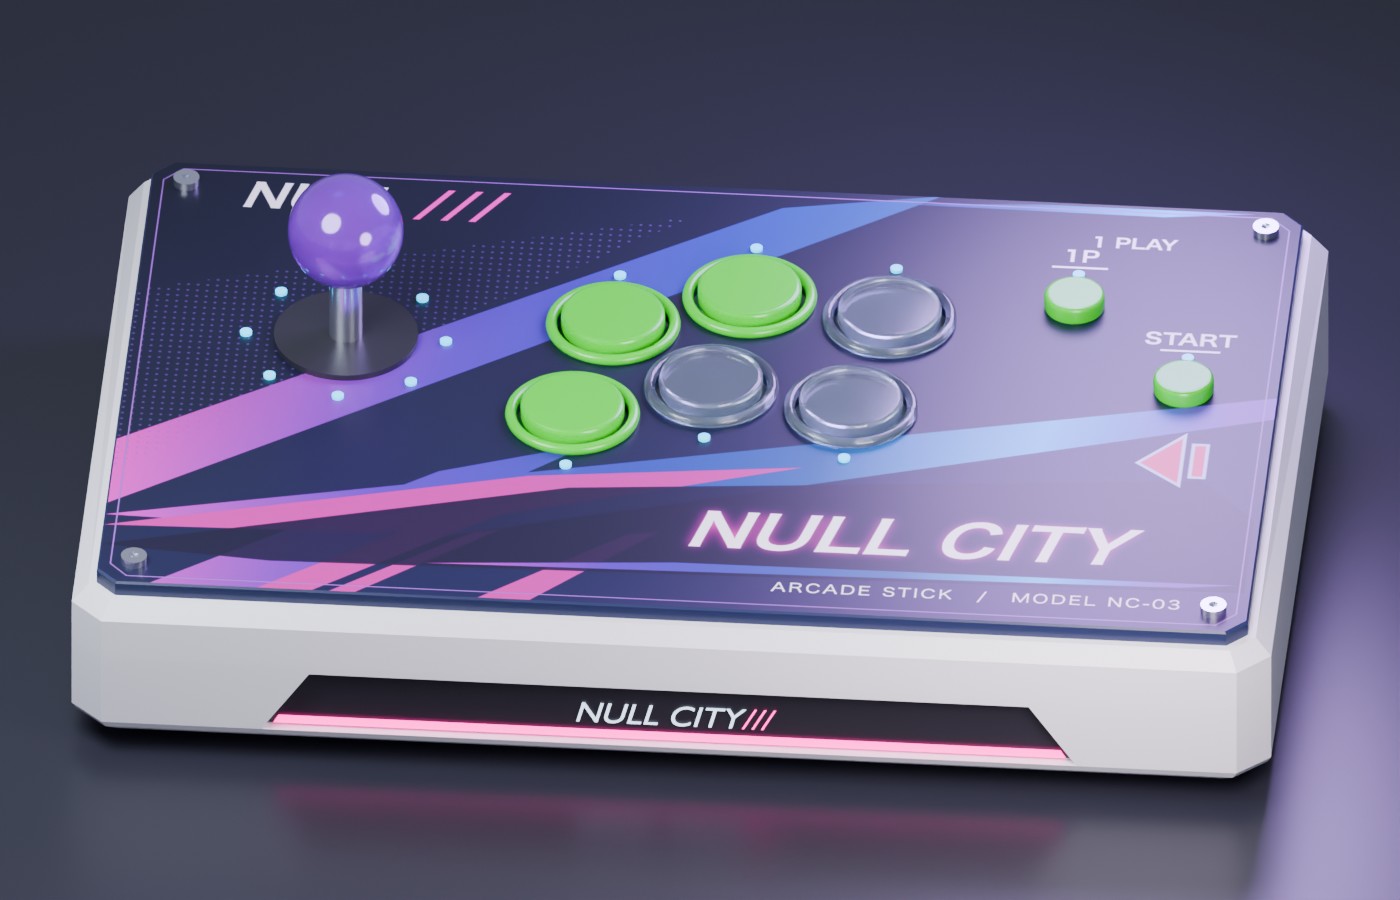 1 PLAY
1P
START
NULL CITY
ARCADE STICK / MODEL NC-03
NULL CITY///